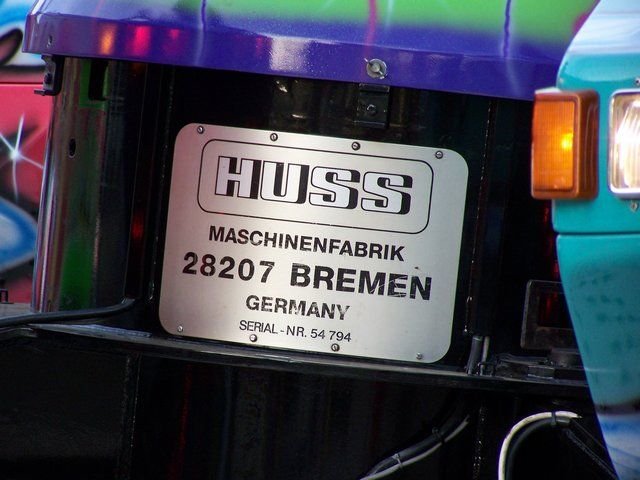 HUSS
MASCHINENFABRIK
28207 BREMEN
GERMANY
SERIAL - NR. 54 794